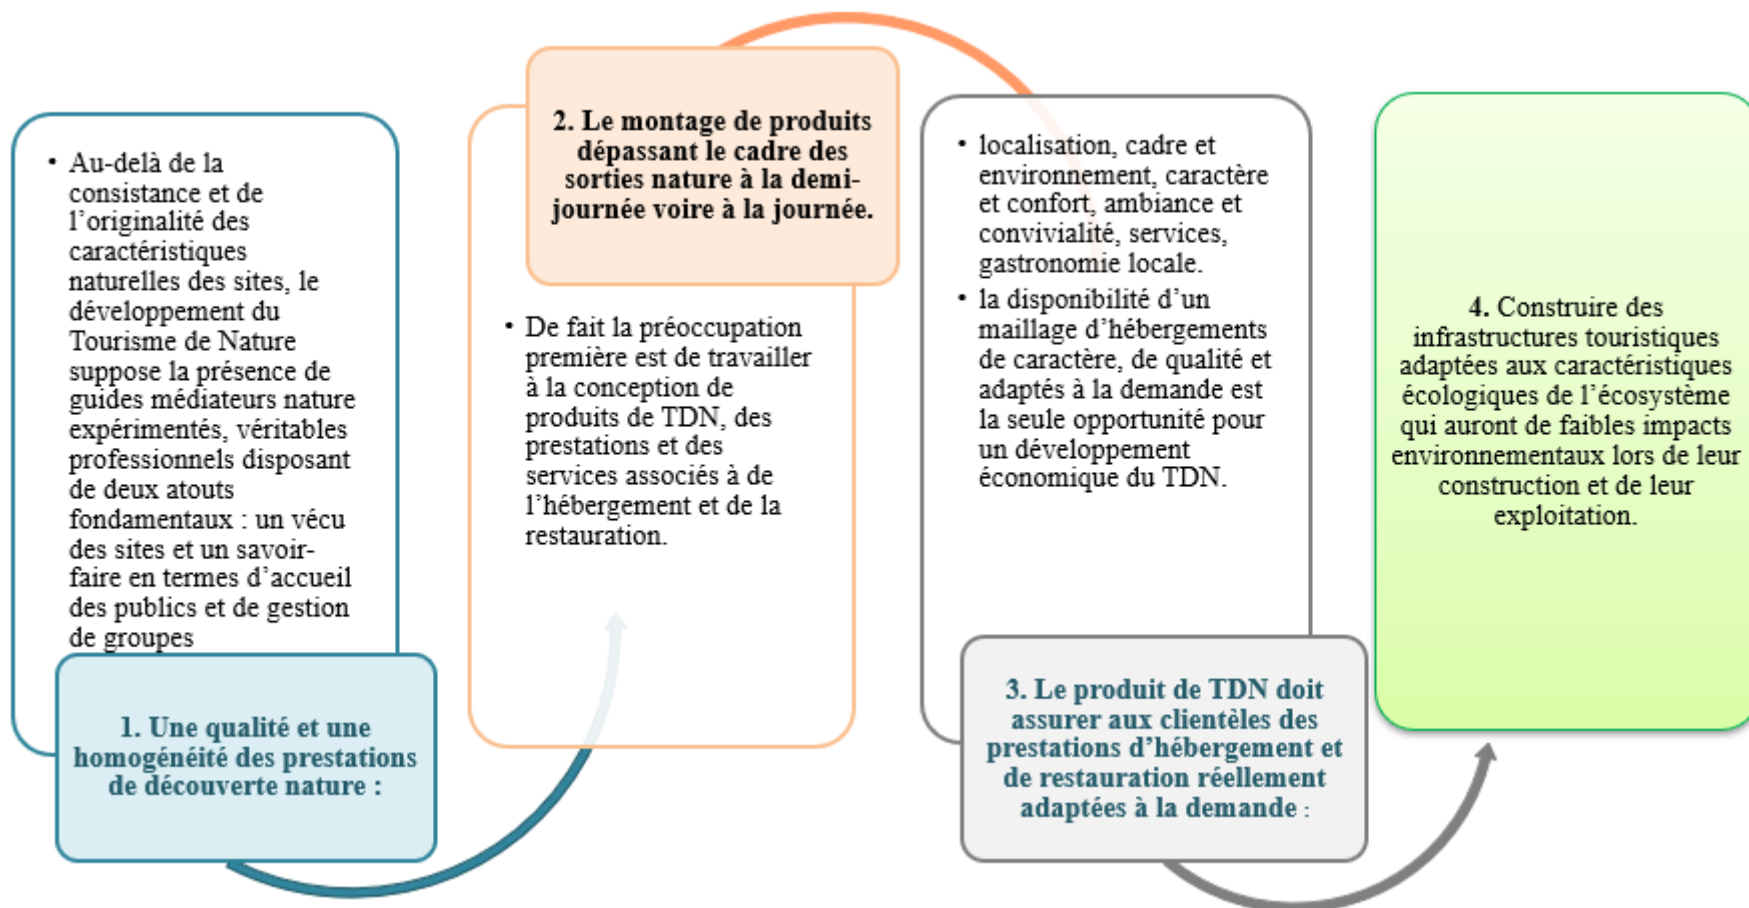 • Au-delà de la
consistance et de
l’originalité des
caractéristiques
naturelles des sites, le
développement du
Tourisme de Nature
suppose la présence de
guides médiateurs nature
expérimentés, véritables
professionnels disposant
de deux atouts
fondamentaux : un vécu
des sites et un savoir-
faire en termes d’accueil
des publics et de gestion
de groupes
1. Une qualité et une
homogénéité des prestations
de découverte nature :
2. Le montage de produits
dépassant le cadre des
sorties nature à la demi-
journée voire à la journée.
• De fait la préoccupation
première est de travailler
à la conception de
produits de TDN, des
prestations et des
services associés à de
l’hébergement et de la
restauration.
• localisation, cadre et
environnement, caractère
et confort, ambiance et
convivialité, services,
gastronomie locale.
• la disponibilité d’un
maillage d’hébergements
de caractère, de qualité et
adaptés à la demande est
la seule opportunité pour
un développement
économique du TDN.
3. Le produit de TDN doit
assurer aux clientèles des
prestations d’hébergement et
de restauration réellement
adaptées à la demande :
4. Construire des
infrastructures touristiques
adaptées aux caractéristiques
écologiques de l’écosystème
qui auront de faibles impacts
environnementaux lors de leur
construction et de leur
exploitation.